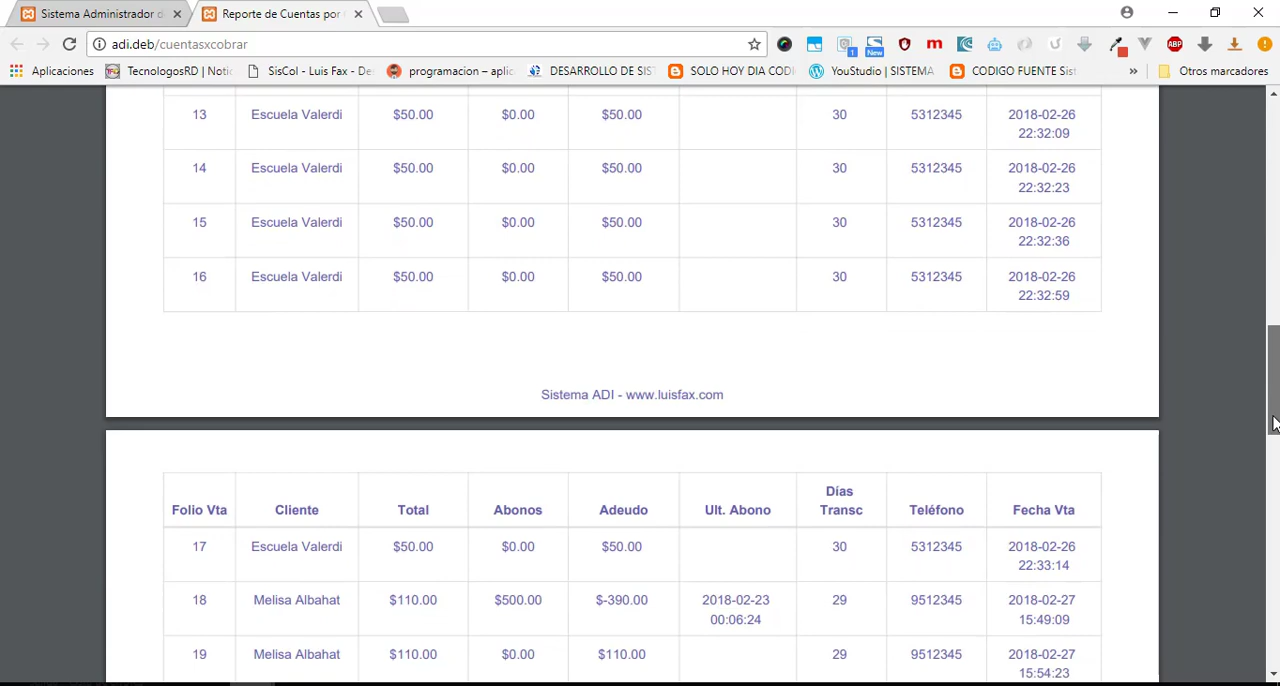 Sistema Administrador d
Reporte de Cuentas por
adi.deb/cuentasxcobrar
1
New
m
ABP
Aplicaciones
TecnologosRD | Noti
SisCol - Luis Fax - De
programacion – aplic
DESARROLLO DE SIS
SOLO HOY DIA CODI
YouStudio | SISTEMA
CODIGO FUENTE Sist
»
Otros marcadores
13 Escuela Valerdi $50.00 $0.00 $50.00 30 5312345 2018-02-26
22:32:09
14 Escuela Valerdi $50.00 $0.00 $50.00 30 5312345 2018-02-26
22:32:23
15 Escuela Valerdi $50.00 $0.00 $50.00 30 5312345 2018-02-26
22:32:36
16 Escuela Valerdi $50.00 $0.00 $50.00 30 5312345 2018-02-26
22:32:59
Sistema ADI - www.luisfax.com
Folio Vta Cliente Total Abonos Adeudo Ult. Abono Días Transc Teléfono Fecha Vta
17 Escuela Valerdi $50.00 $0.00 $50.00 30 5312345 2018-02-26
22:33:14
18 Melisa Albahat $110.00 $500.00 $-390.00 2018-02-23 29 9512345 2018-02-27
00:06:24 15:49:09
19 Melisa Albahat $110.00 $0.00 $110.00 29 9512345 2018-02-27
15:54:23